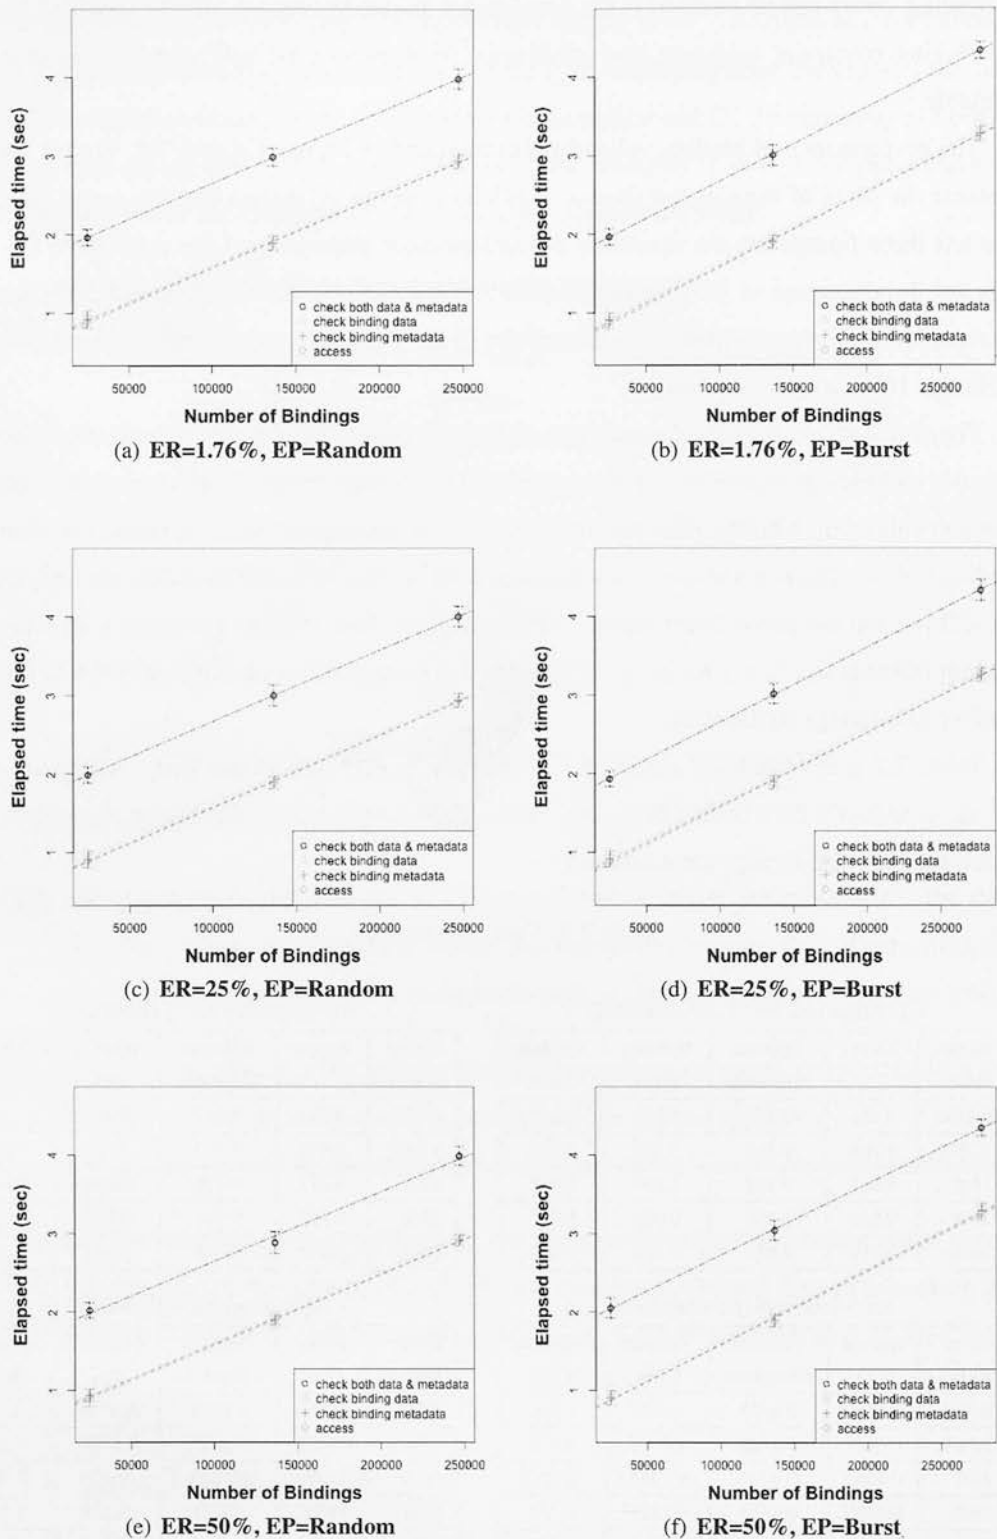 Elapsed time (sec)
4
3
2
1
check both data & metadata
check binding data
check binding metadata
access
50000 100000 150000 200000 250000
Number of Bindings
(a) ER=1.76%, EP=Random
Elapsed time (sec)
4
3
2
1
check both data & metadata
check binding data
check binding metadata
access
50000 100000 150000 200000 250000
Number of Bindings
(b) ER=1.76%, EP=Burst
Elapsed time (sec)
4
3
2
1
check both data & metadata
check binding data
check binding metadata
access
50000 100000 150000 200000 250000
Number of Bindings
(c) ER=25%, EP=Random
Elapsed time (sec)
4
3
2
1
check both data & metadata
check binding data
check binding metadata
access
50000 100000 150000 200000 250000
Number of Bindings
(d) ER=25%, EP=Burst
Elapsed time (sec)
4
3
2
1
check both data & metadata
check binding data
check binding metadata
access
50000 100000 150000 200000 250000
Number of Bindings
(e) ER=50%, EP=Random
Elapsed time (sec)
4
3
2
1
check both data & metadata
check binding data
check binding metadata
access
50000 100000 150000 200000 250000
Number of Bindings
(f) ER=50%, EP=Burst